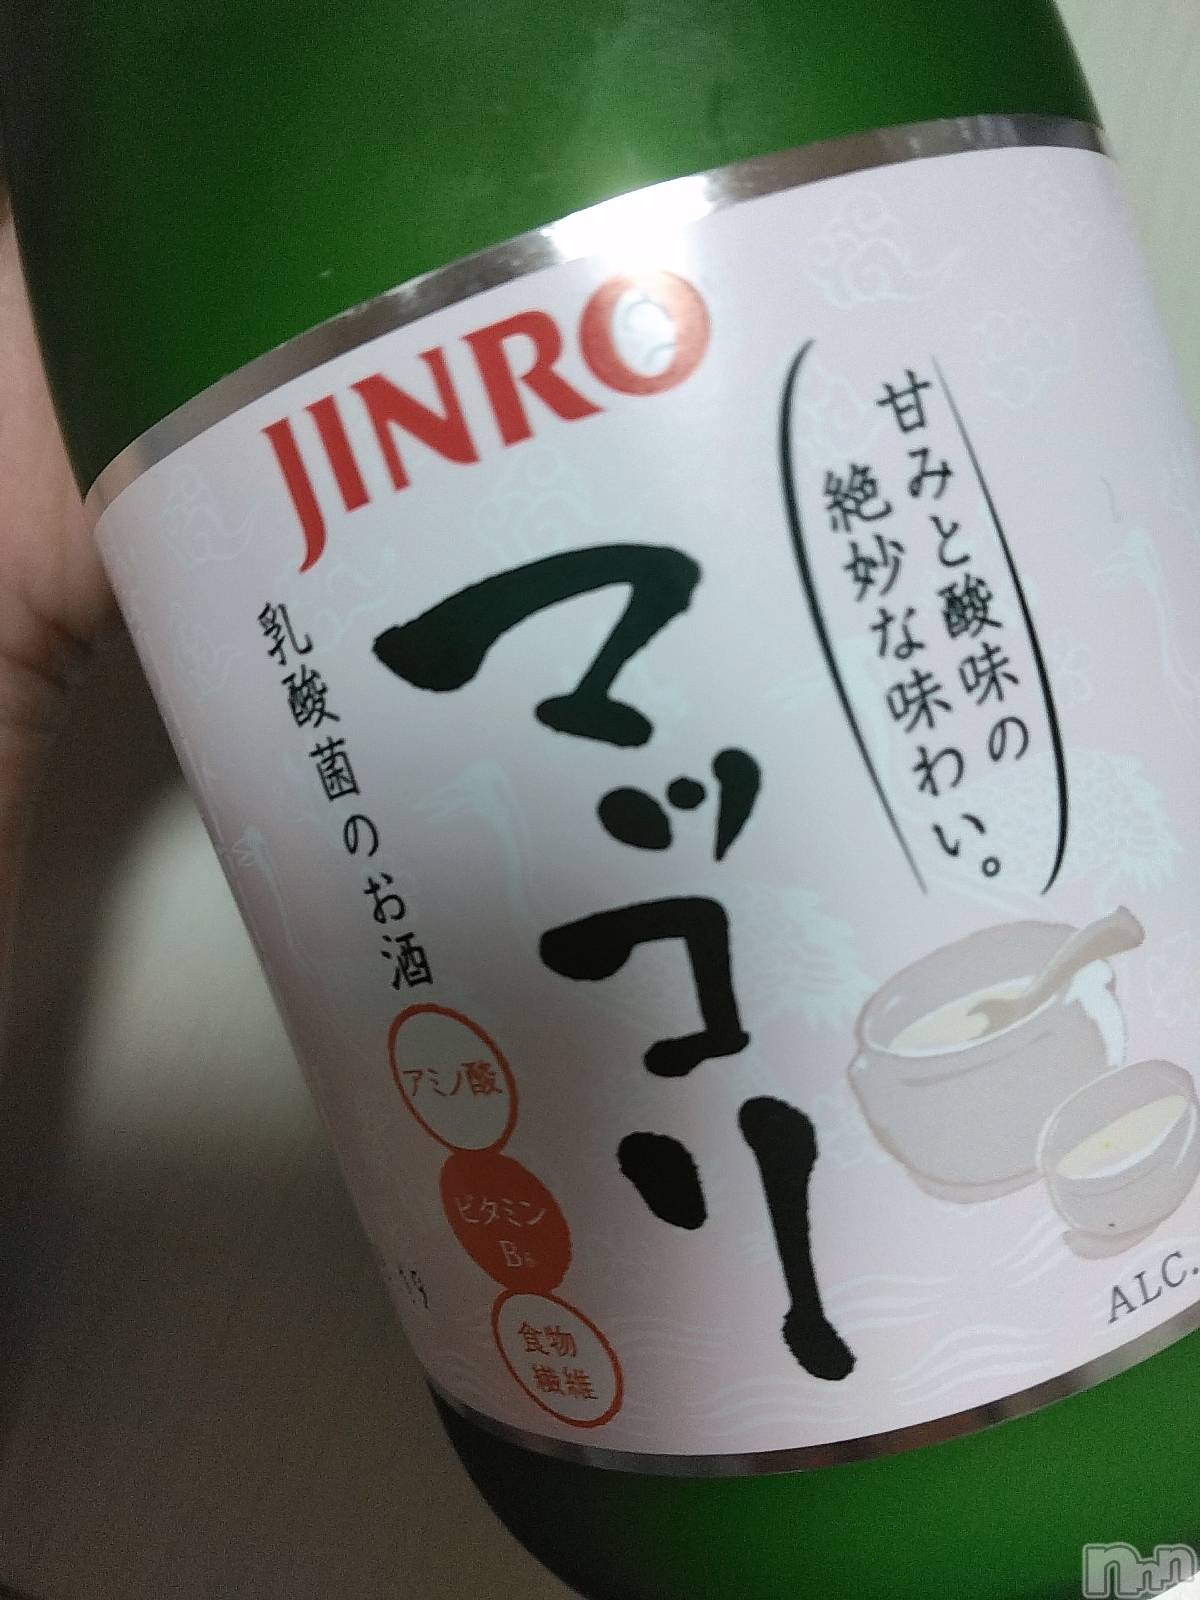 JINRO
甘みと酸味の
絶妙な味わい。
マッコリ
乳酸菌のお酒
アミノ酸
ビタミン
B₆
食物
繊維
ALC.